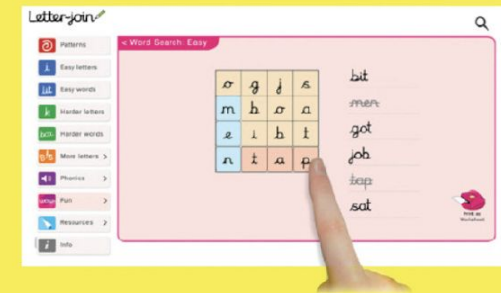 Letter-join
Patterns
Easy letters
Easy words
Harder letters
Harder words
More letters >
Phonics >
Fun >
Resources >
Info
< Word Search: Easy
o g j s
m b o a
e i b t
n t a p
bit
men
got
job
tap
sat